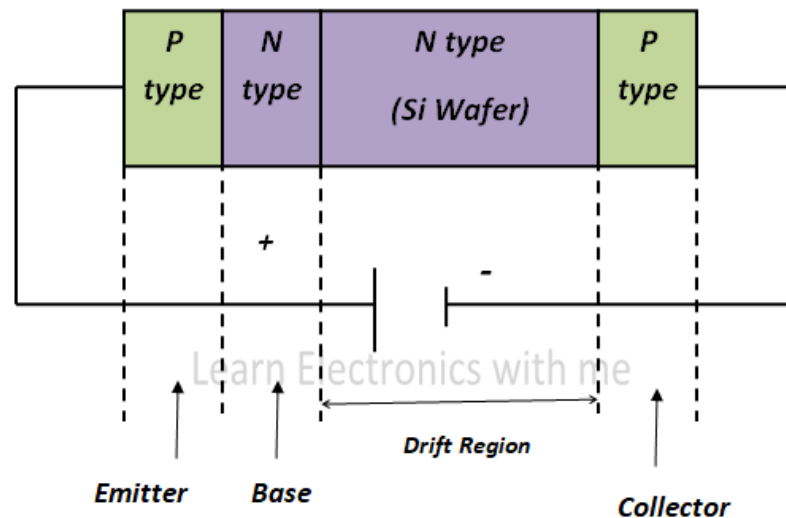 P
type
N
type
N type
(Si Wafer)
P
type
+
-
Learn Electronics with me
Drift Region
Emitter
Base
Collector